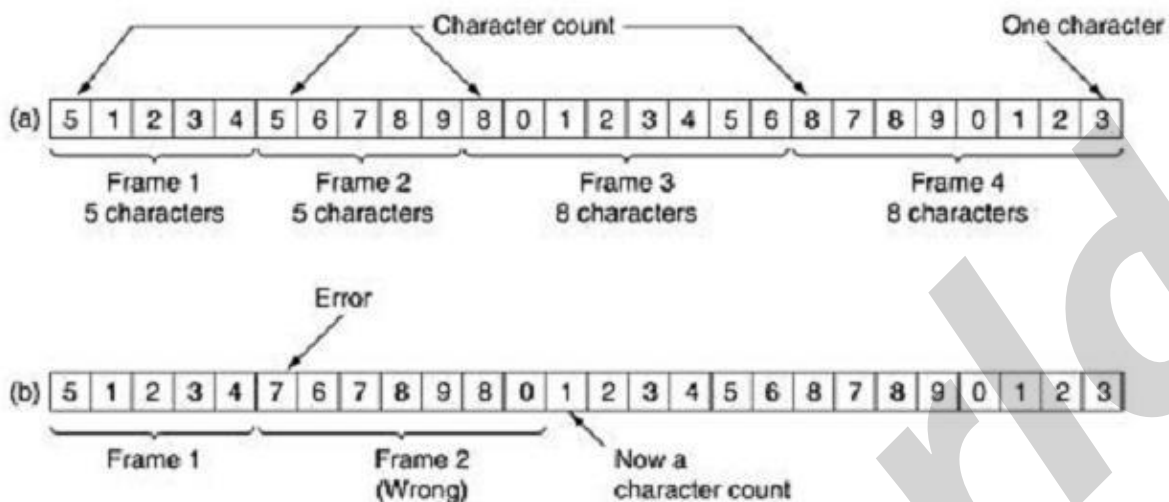 Character count
One character
(a) 5 1 2 3 4 5 6 7 8 9 8 0 1 2 3 4 5 6 8 7 8 9 0 1 2 3
Frame 1
5 characters
Frame 2
5 characters
Frame 3
8 characters
Frame 4
8 characters
Error
(b) 5 1 2 3 4 7 6 7 8 9 8 0 1 2 3 4 5 6 8 7 8 9 0 1 2 3
Frame 1
Frame 2
(Wrong)
Now a
character count